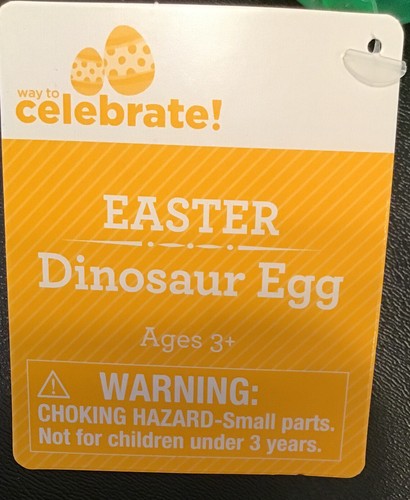 way to
celebrate!
EASTER
Dinosaur Egg
Ages 3+
WARNING:
CHOKING HAZARD-Small parts.
Not for children under 3 years.